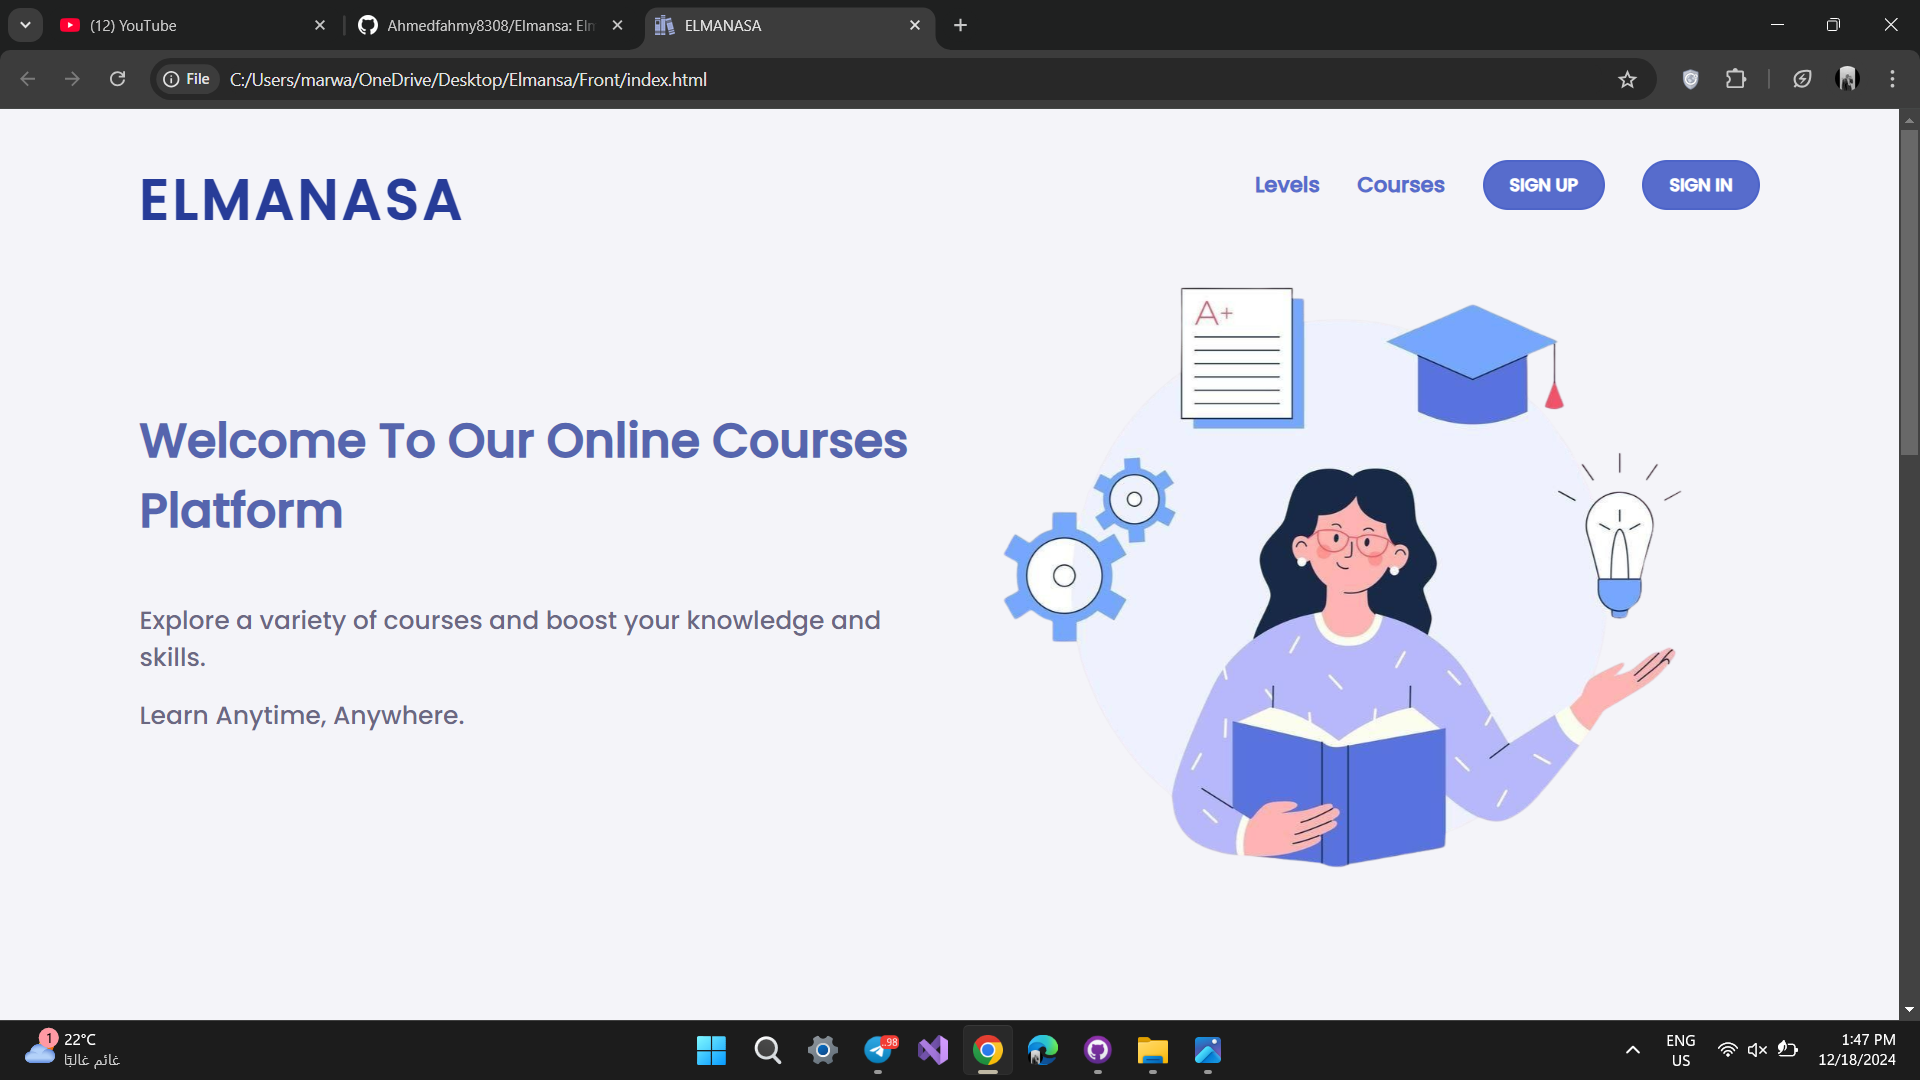 (12) YouTube
Ahmedfahmy8308/Elmansa: Elm
ELMANASA
File
C:/Users/marwa/OneDrive/Desktop/Elmansa/Front/index.html
ELMANASA
Levels
Courses
SIGN UP
SIGN IN
A+
Welcome To Our Online Courses
Platform
Explore a variety of courses and boost your knowledge and
skills.
Learn Anytime, Anywhere.
1
22°C
غائم غالبًا
..98
ENG
US
1:47 PM
12/18/2024